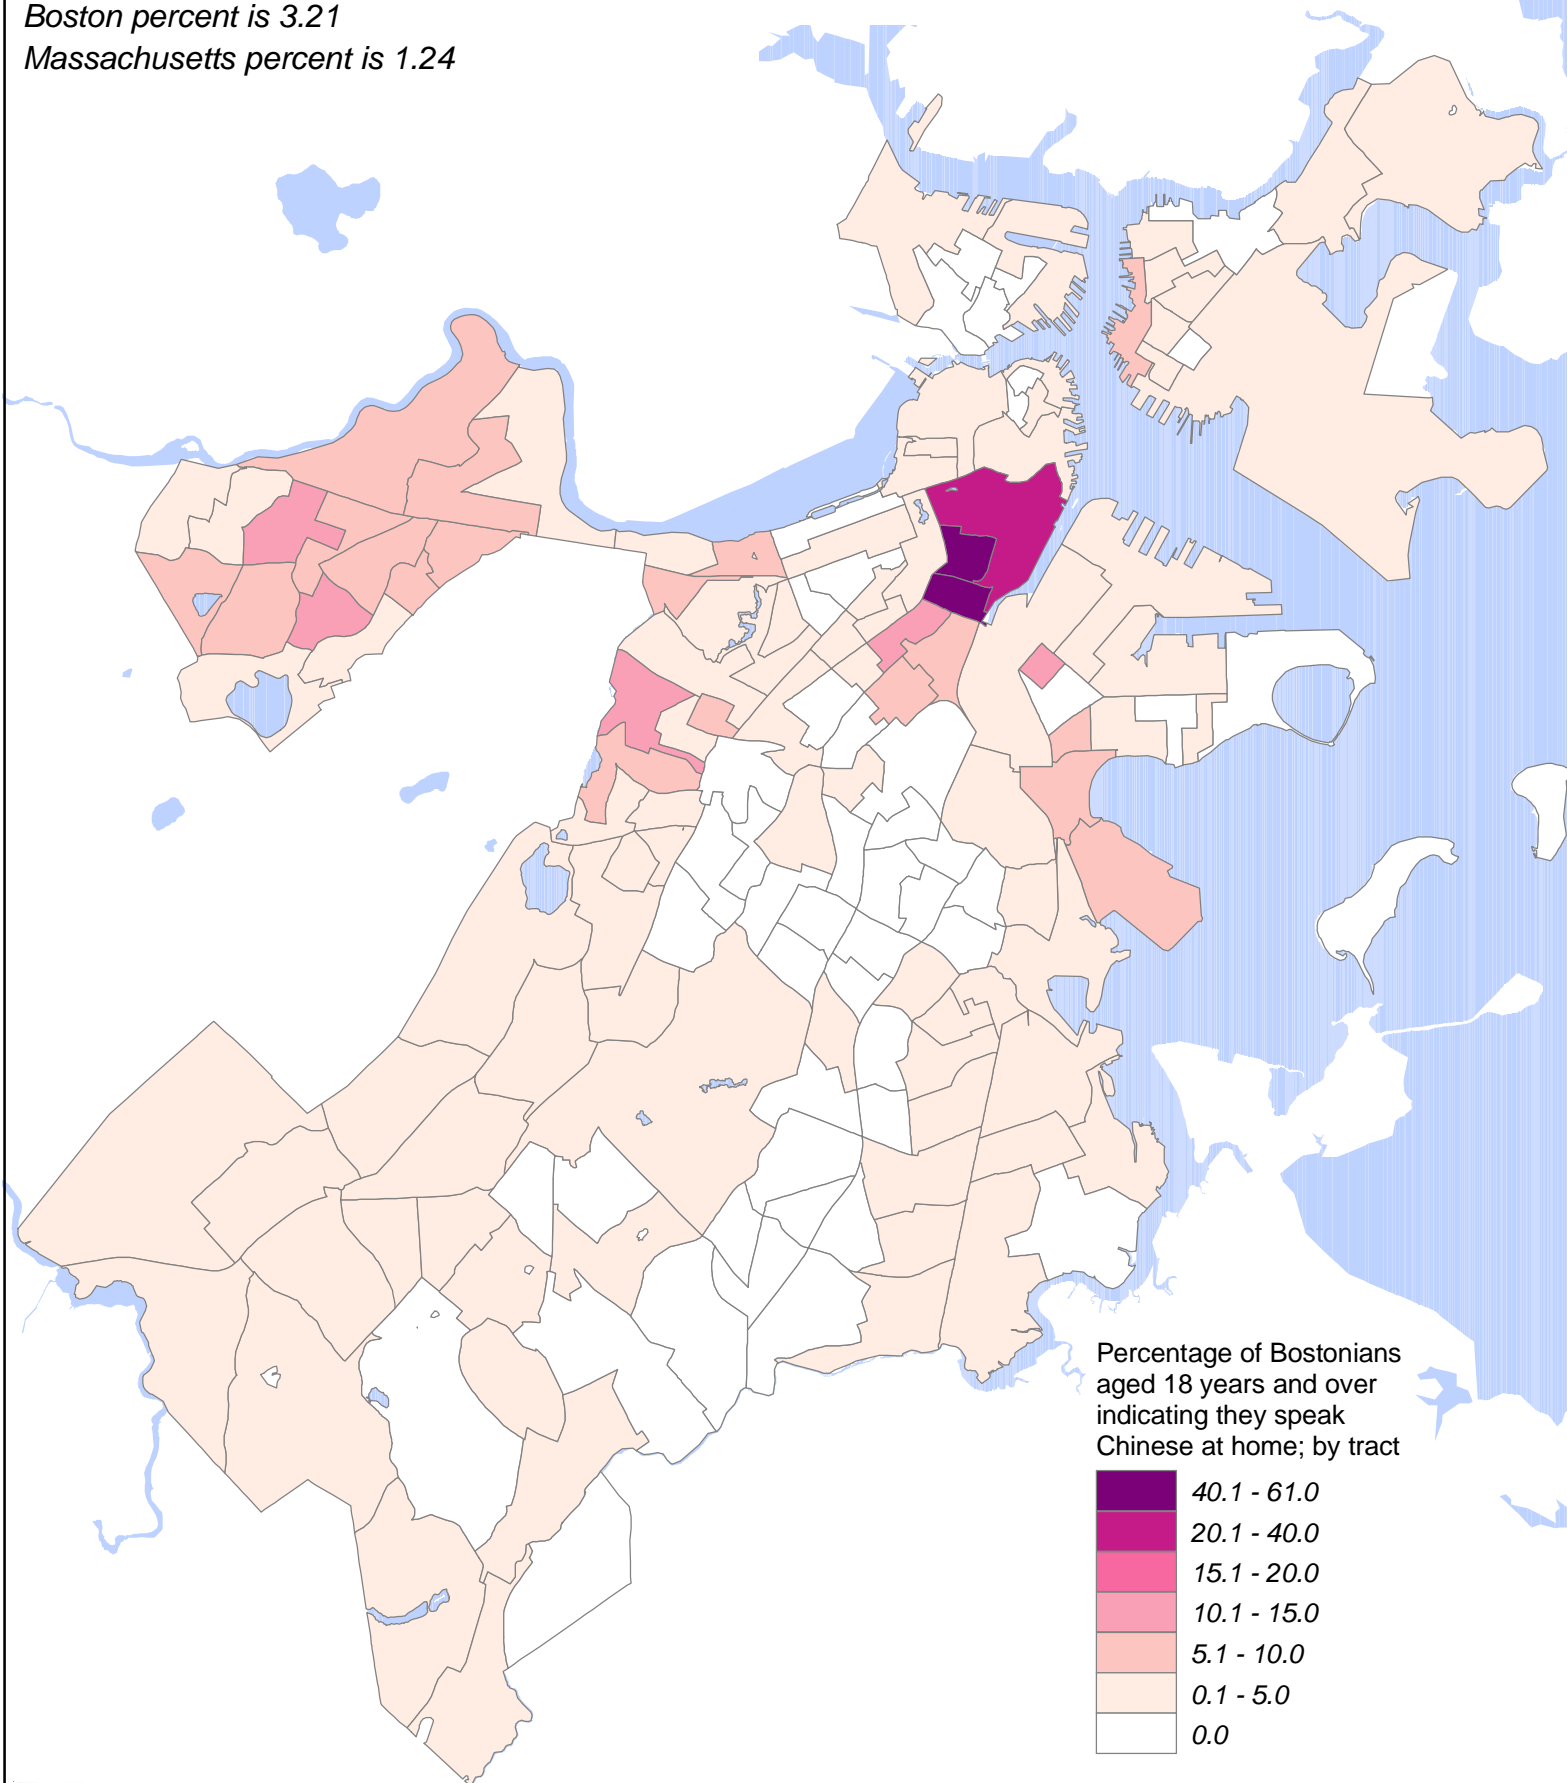 Boston percent is 3.21
Massachusetts percent is 1.24
Percentage of Bostonians
aged 18 years and over
indicating they speak
Chinese at home; by tract
40.1 - 61.0
20.1 - 40.0
15.1 - 20.0
10.1 - 15.0
5.1 - 10.0
0.1 - 5.0
0.0